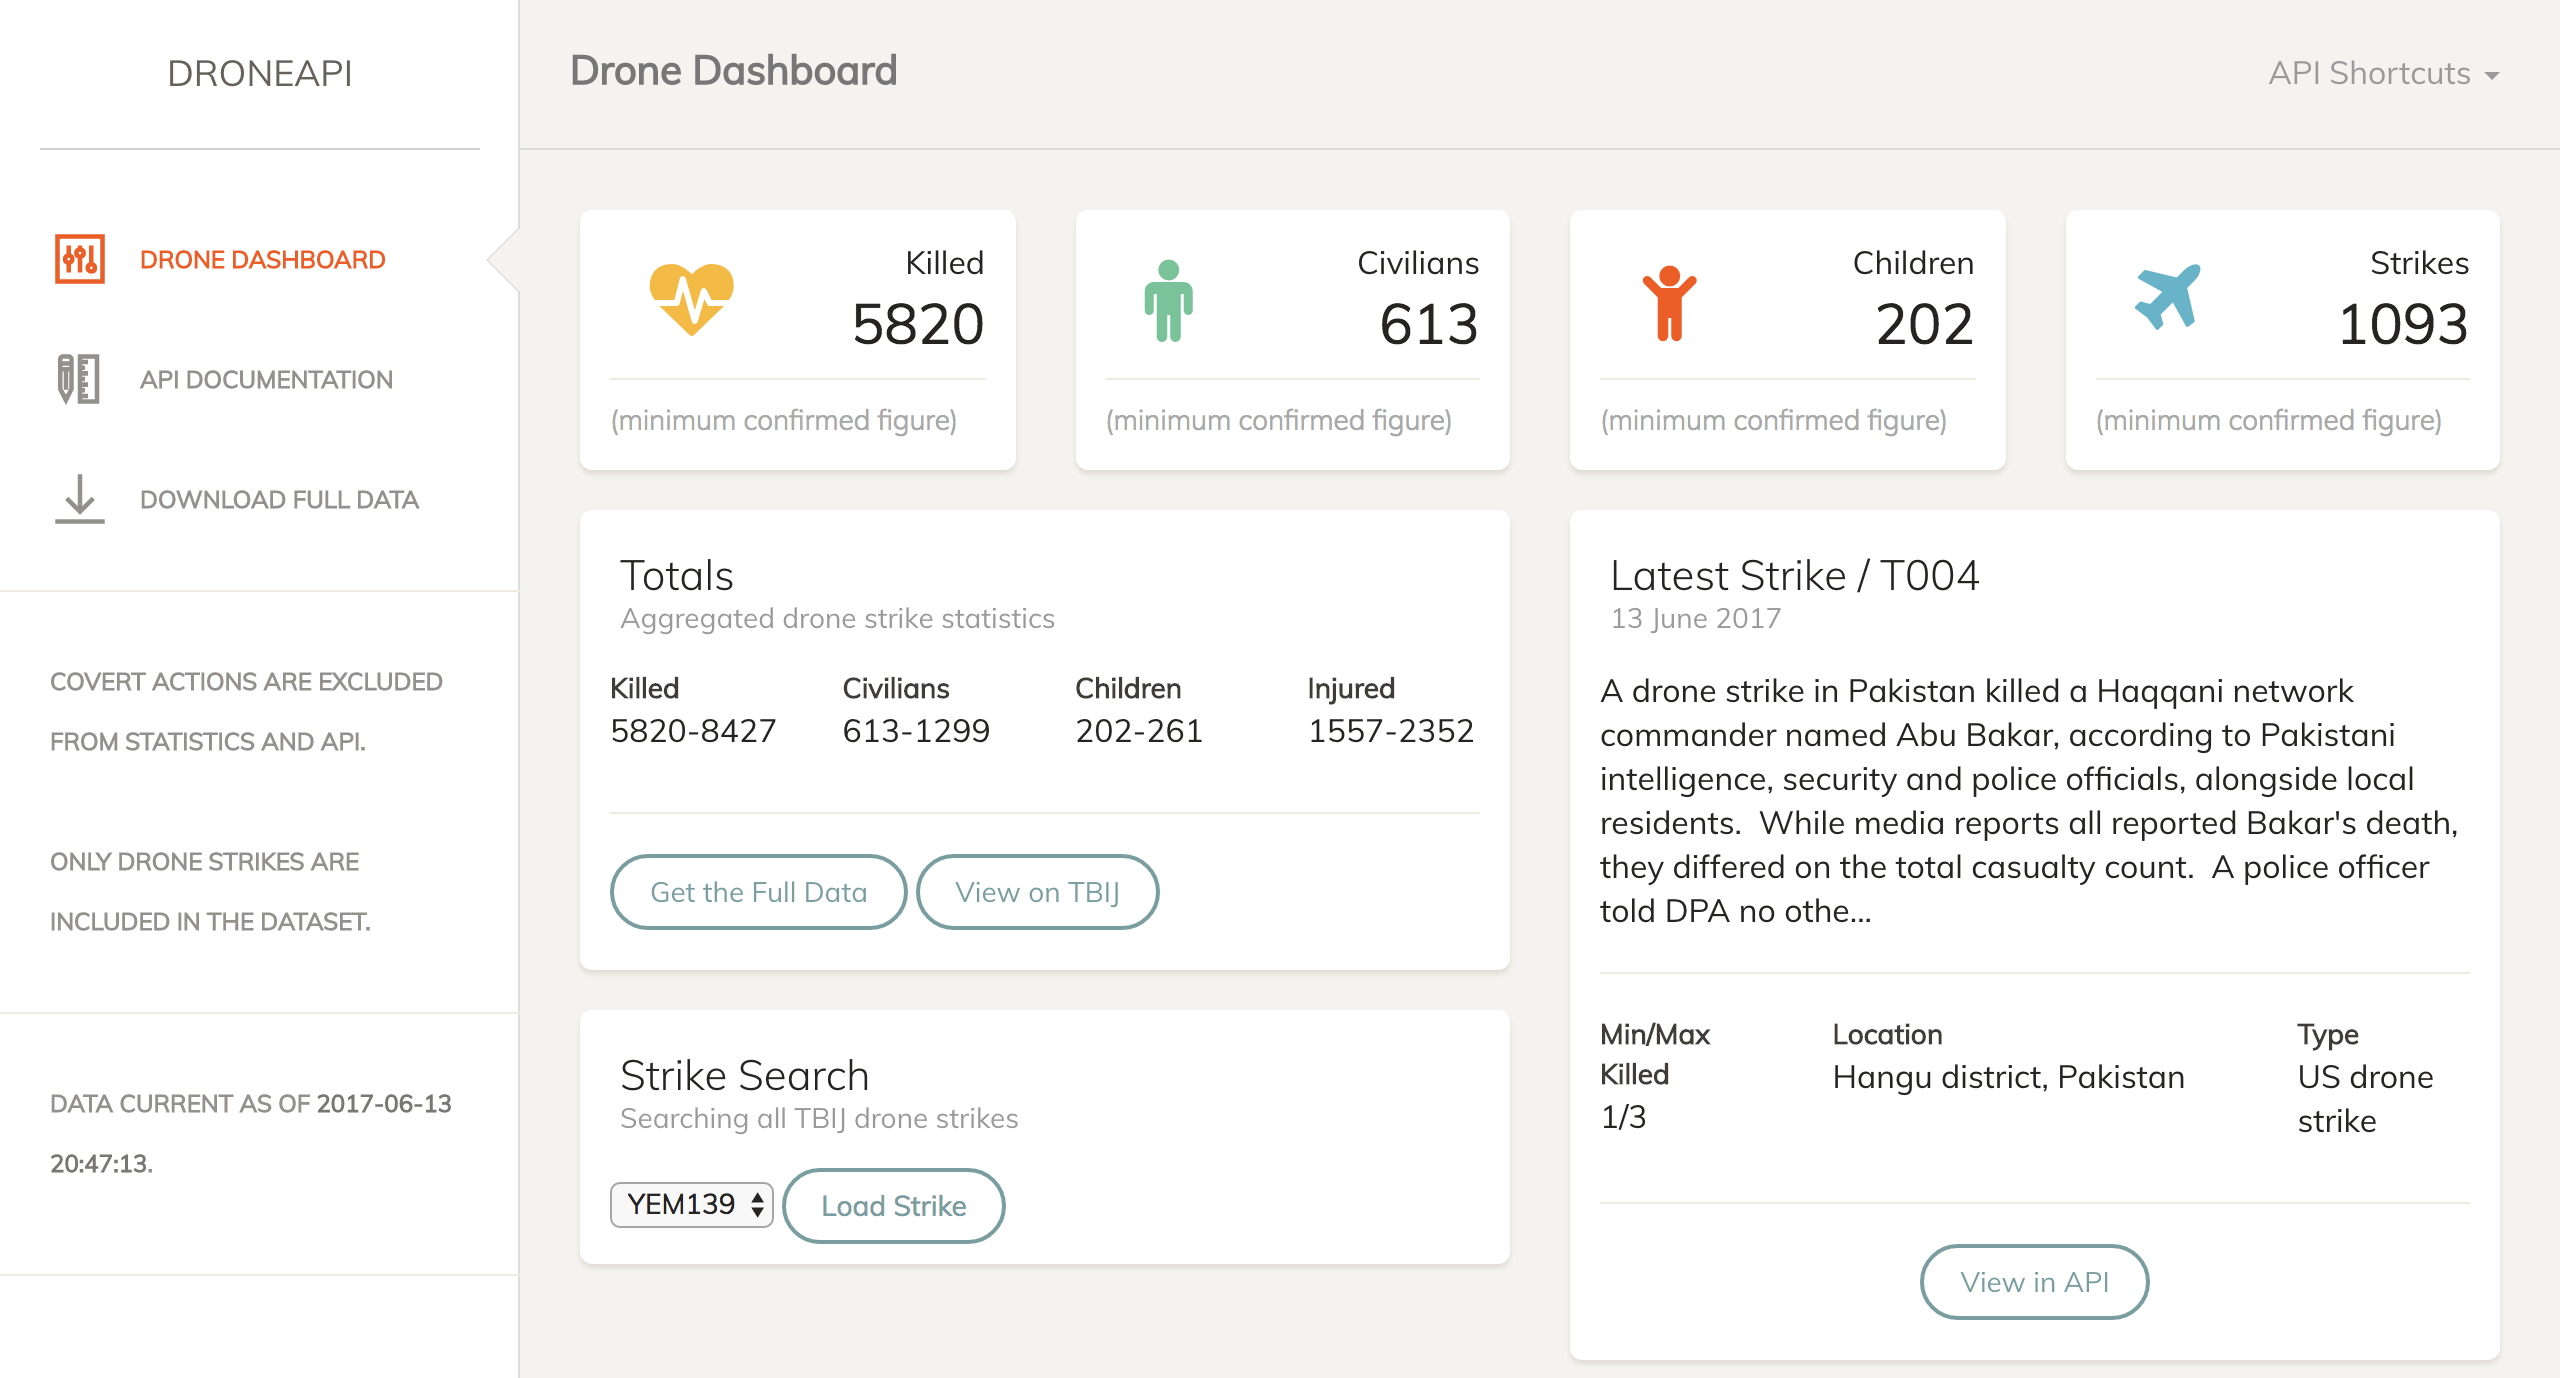 DRONEAPI
DRONE DASHBOARD
API DOCUMENTATION
DOWNLOAD FULL DATA
COVERT ACTIONS ARE EXCLUDED
FROM STATISTICS AND API.
ONLY DRONE STRIKES ARE
INCLUDED IN THE DATASET.
DATA CURRENT AS OF 2017-06-13
20:47:13.
Drone Dashboard
API Shortcuts
Killed
5820
(minimum confirmed figure)
Civilians
613
(minimum confirmed figure)
Children
202
(minimum confirmed figure)
Strikes
1093
(minimum confirmed figure)
Totals
Aggregated drone strike statistics
Killed Civilians Children Injured
5820-8427 613-1299 202-261 1557-2352
Get the Full Data View on TBIJ
Strike Search
Searching all TBIJ drone strikes
YEM139 Load Strike
Latest Strike / T004
13 June 2017
A drone strike in Pakistan killed a Haqqani network
commander named Abu Bakar, according to Pakistani
intelligence, security and police officials, alongside local
residents.  While media reports all reported Bakar's death,
they differed on the total casualty count.  A police officer
told DPA no othe...
Min/Max
Killed
1/3
Location
Hangu district, Pakistan
Type
US drone
strike
View in API